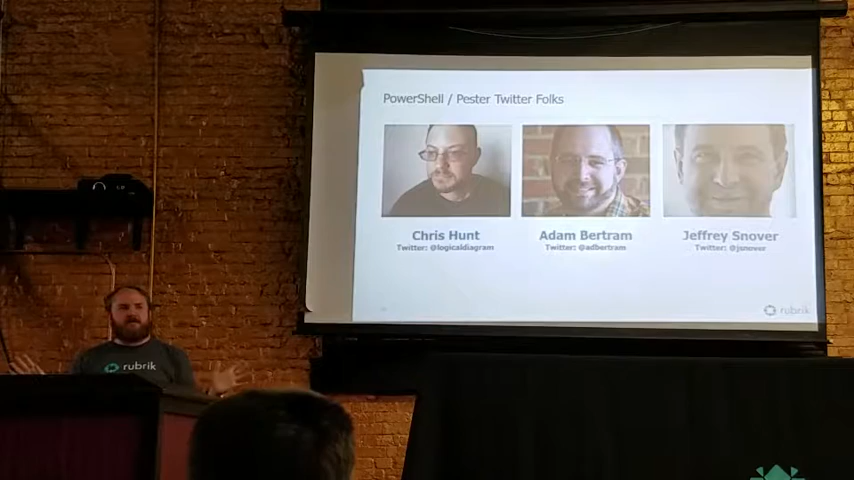 PowerShell / Pester Twitter Folks
Chris Hunt
Twitter: @logicaldiagram
Adam Bertram
Twitter: @adbertram
Jeffrey Snover
Twitter: @jsnover
rubrik
rubrik